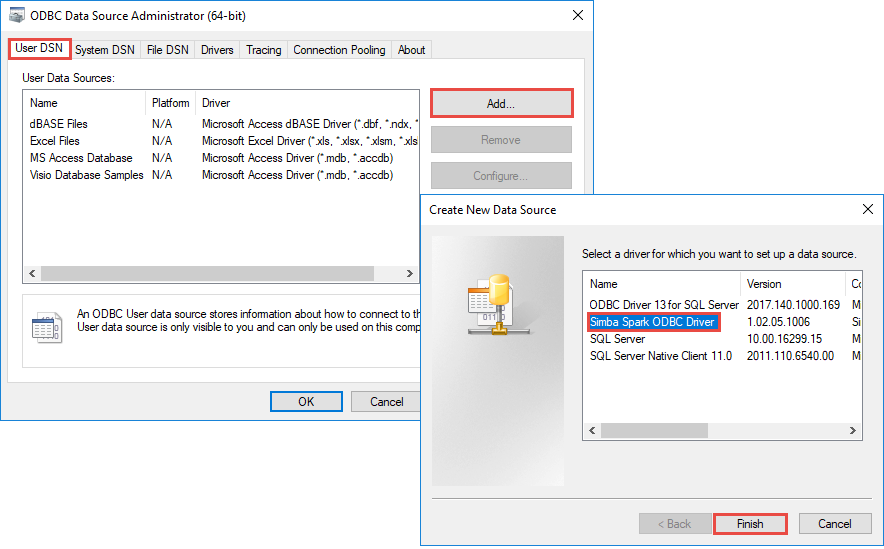 ODBC Data Source Administrator (64-bit)
User DSN System DSN File DSN Drivers Tracing Connection Pooling About
User Data Sources:
Name Platform Driver
dBASE Files N/A Microsoft Access dBASE Driver (*.dbf, *.ndx, *
Excel Files N/A Microsoft Excel Driver (*.xls, *.xlsx, *.xlsm, *.xls
MS Access Database N/A Microsoft Access Driver (*.mdb, *.accdb)
Visio Database Samples N/A Microsoft Access Driver (*.mdb, *.accdb)
Add...
Remove
Configure...
An ODBC User data source stores information about how to connect to th
User data source is only visible to you and can only be used on this comp
OK Cancel
Create New Data Source
Select a driver for which you want to set up a data source.
Name Version Co
ODBC Driver 13 for SQL Server 2017.140.1000.169 M
Simba Spark ODBC Driver 1.02.05.1006 Si
SQL Server 10.00.16299.15 M
SQL Server Native Client 11.0 2011.110.6540.00 M
< Back Finish Cancel